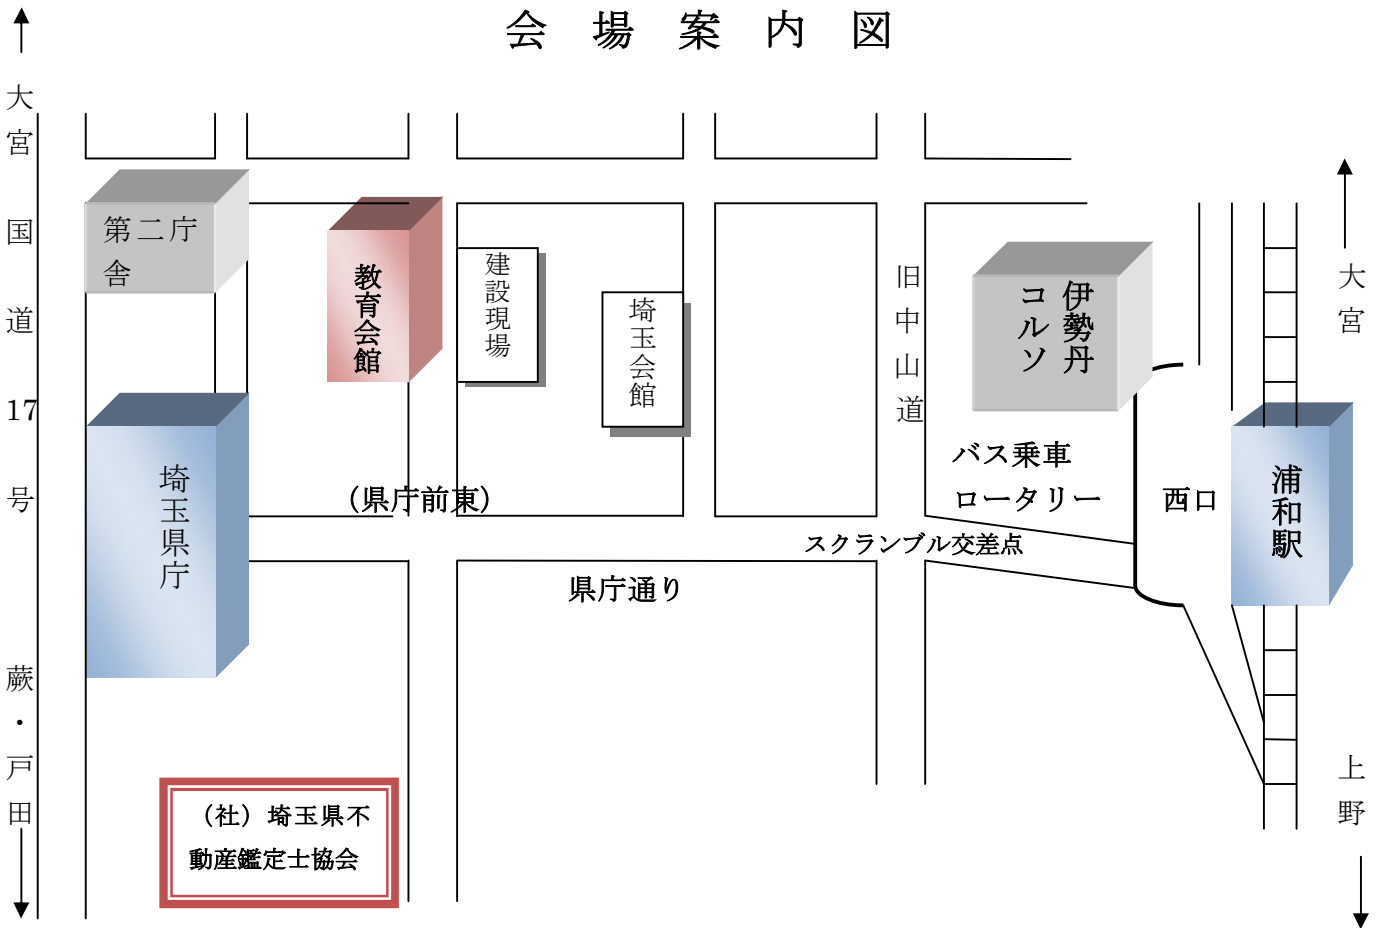 会場案内図
大宮
国道17号
蕨・戸田
第二庁
舎
埼玉県庁
教育会館
建設現場
埼玉会館
(県庁前東)
県庁通り
スクランブル交差点
旧中山道
伊勢丹
コルソ
バス乗車
ロータリー
西口
浦和駅
大宮
上野
（社）埼玉県不
動産鑑定士協会